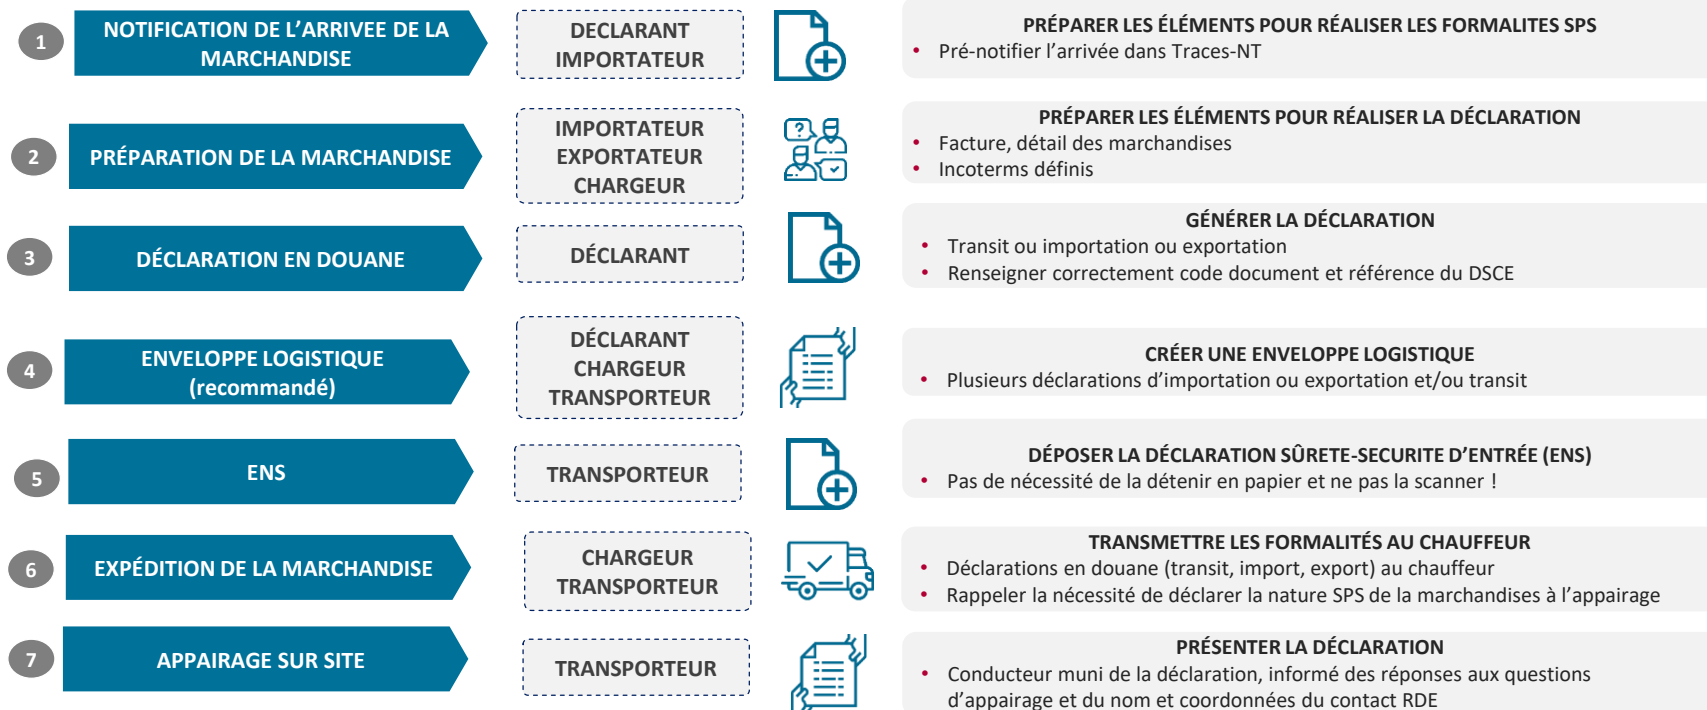 1
NOTIFICATION DE L'ARRIVEE DE LA
MARCHANDISE
DECLARANT
IMPORTATEUR
PRÉPARER LES ÉLÉMENTS POUR RÉALISER LES FORMALITES SPS
• Pré-notifier l'arrivée dans Traces-NT
2
PRÉPARATION DE LA MARCHANDISE
IMPORTATEUR
EXPORTATEUR
CHARGEUR
?
PRÉPARER LES ÉLÉMENTS POUR RÉALISER LA DÉCLARATION
• Facture, détail des marchandises
• Incoterms définis
3
DÉCLARATION EN DOUANE
DÉCLARANT
GÉNÉRER LA DÉCLARATION
• Transit ou importation ou exportation
• Renseigner correctement code document et référence du DSCE
4
ENVELOPPE LOGISTIQUE
(recommandé)
DÉCLARANT
CHARGEUR
TRANSPORTEUR
CRÉER UNE ENVELOPPE LOGISTIQUE
• Plusieurs déclarations d'importation ou exportation et/ou transit
5
ENS
TRANSPORTEUR
DÉPOSER LA DÉCLARATION SÛRETE-SECURITE D'ENTRÉE (ENS)
• Pas de nécessité de la détenir en papier et ne pas la scanner !
6
EXPÉDITION DE LA MARCHANDISE
CHARGEUR
TRANSPORTEUR
TRANSMETTRE LES FORMALITÉS AU CHAUFFEUR
• Déclarations en douane (transit, import, export) au chauffeur
• Rappeler la nécessité de déclarer la nature SPS de la marchandises à l'appairage
7
APPAIRAGE SUR SITE
TRANSPORTEUR
PRÉSENTER LA DÉCLARATION
• Conducteur muni de la déclaration, informé des réponses aux questions
d'appairage et du nom et coordonnées du contact RDE